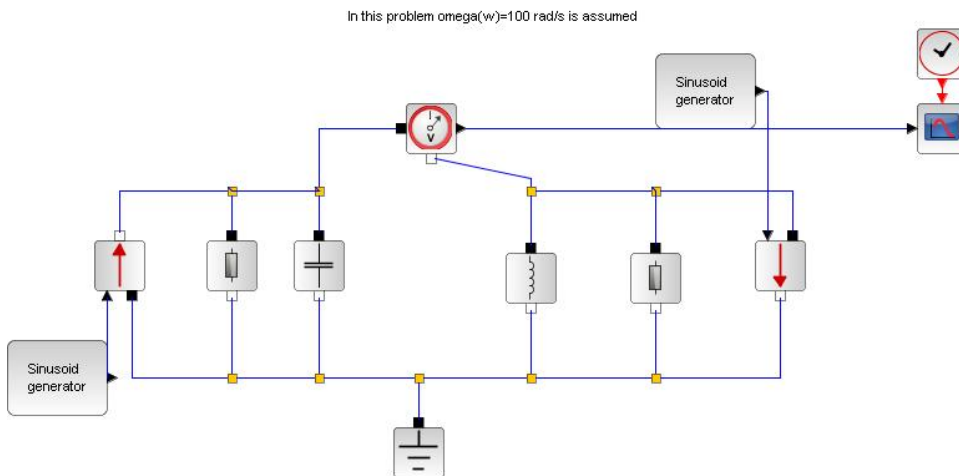 In this problem omega(w)=100 rad/s is assumed
Sinusoid
generator
I
V
Sinusoid
generator